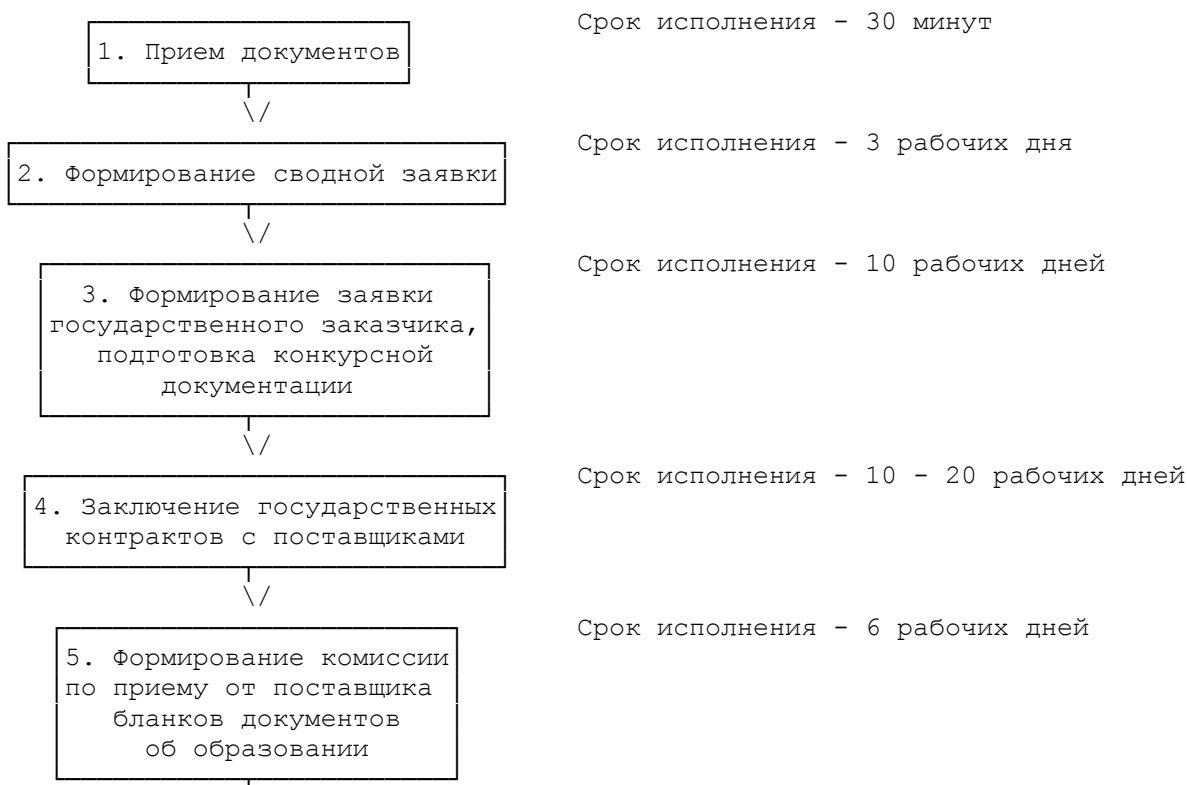 Срок исполнения - 30 минут
1. Прием документов
\/
Срок исполнения - 3 рабочих дня
2. Формирование сводной заявки
\/
Срок исполнения - 10 рабочих дней
3. Формирование заявки
государственного заказчика,
подготовка конкурсной
документации
\/
Срок исполнения - 10 - 20 рабочих дней
4. Заключение государственных
контрактов с поставщиками
\/
Срок исполнения - 6 рабочих дней
5. Формирование комиссии
по приему от поставщика
бланков документов
об образовании